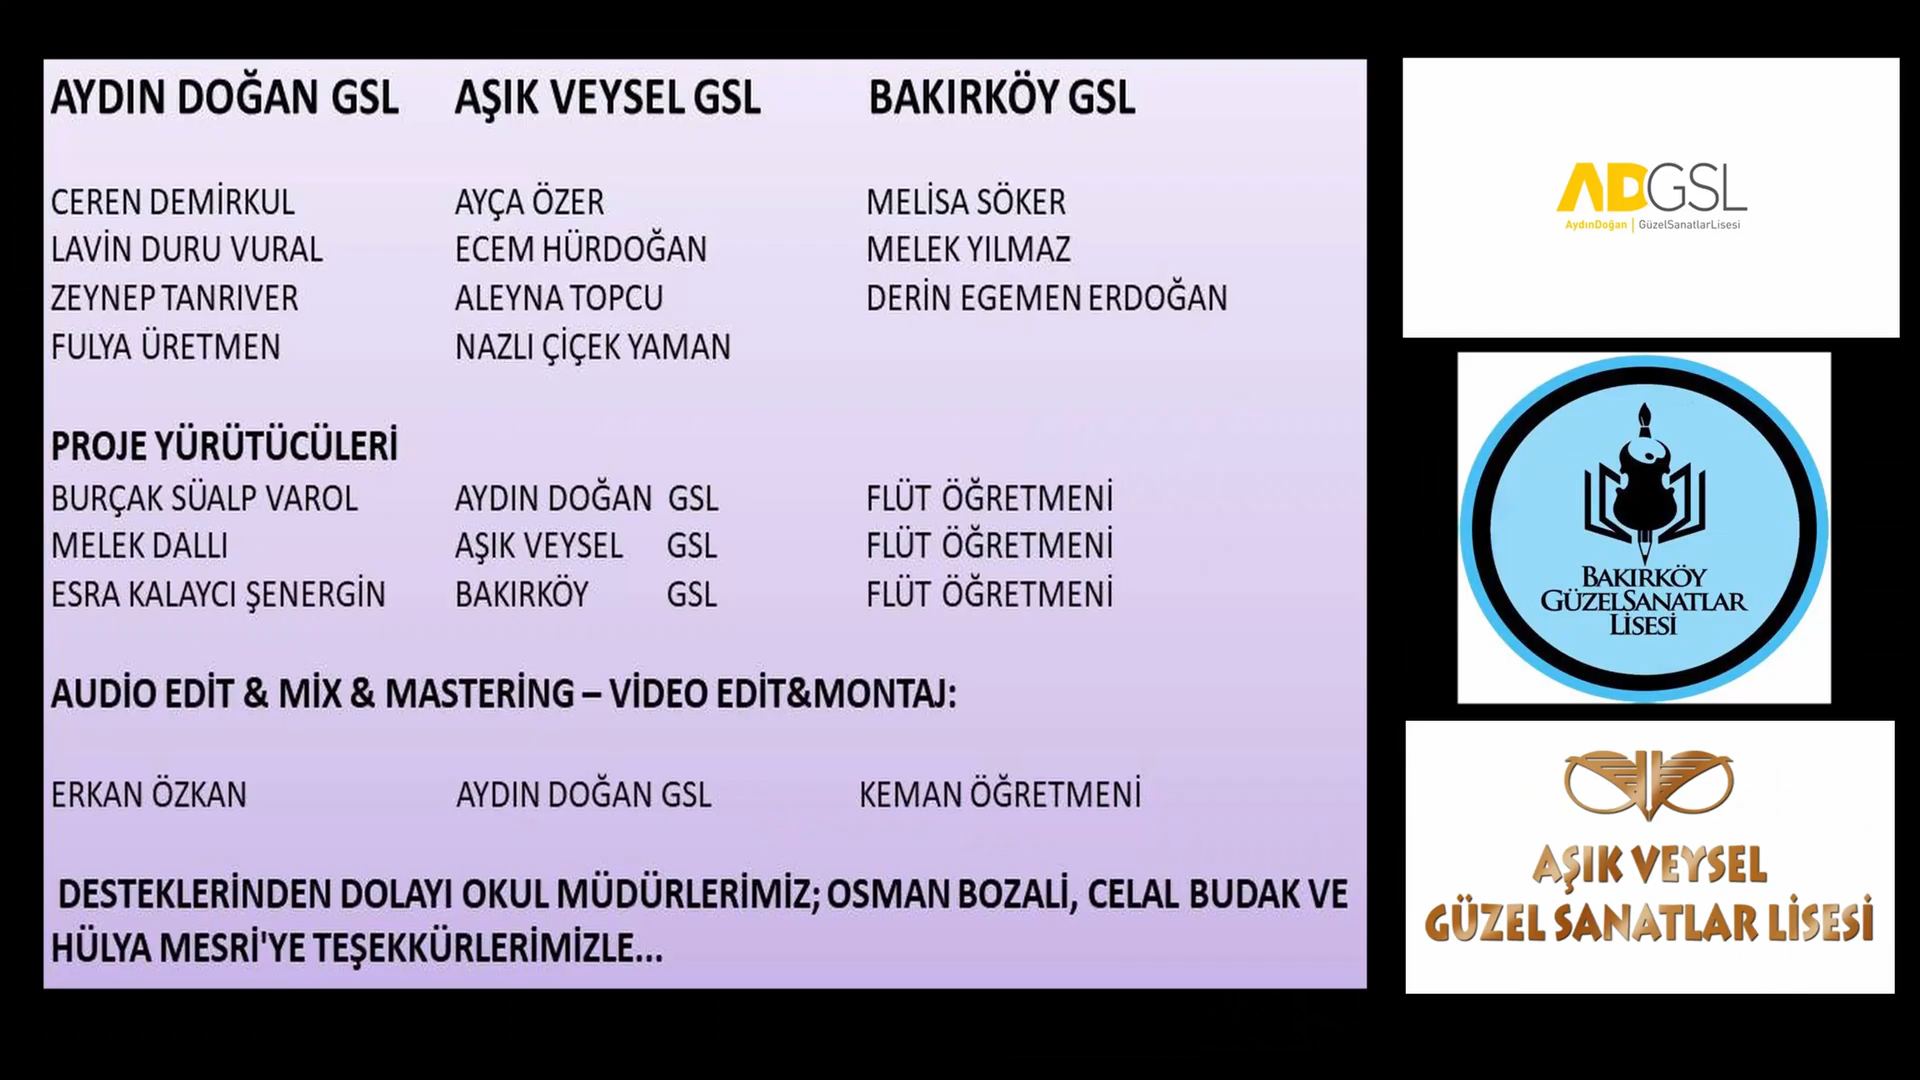 AYDIN DOĞAN GSL AŞIK VEYSEL GSL BAKIRKÖY GSL
CEREN DEMİRKUL AYÇA ÖZER MELİSA SÖKER
LAVİN DURU VURAL ECEM HÜRDOĞAN MELEK YILMAZ
ZEYNEP TANRIVER ALEYNA TOPCU DERİN EGEMEN ERDOĞAN
FULYA ÜRETMEN NAZLI ÇİÇEK YAMAN
PROJE YÜRÜTÜCÜLERİ
BURÇAK SÜALP VAROL AYDIN DOĞAN GSL FLÜT ÖĞRETMENİ
MELEK DALLI AŞIK VEYSEL GSL FLÜT ÖĞRETMENİ
ESRA KALAYCI ŞENERGİN BAKIRKÖY GSL FLÜT ÖĞRETMENİ
AUDİO EDİT & MİX & MASTERİNG – VİDEO EDİT&MONTAJ:
ERKAN ÖZKAN AYDIN DOĞAN GSL KEMAN ÖĞRETMENİ
DESTEKLERİNDEN DOLAYI OKUL MÜDÜRLERİMİZ; OSMAN BOZALİ, CELAL BUDAK VE
HÜLYA MESRİ'YE TEŞEKKÜRLERİMİZLE...
ADGSL
AydınDoğan | GüzelSanatlarLisesi
BAKIRKÖY
GÜZELSANATLAR
LİSESİ
AŞIK VEYSEL
GÜZEL SANATLAR LİSESİ